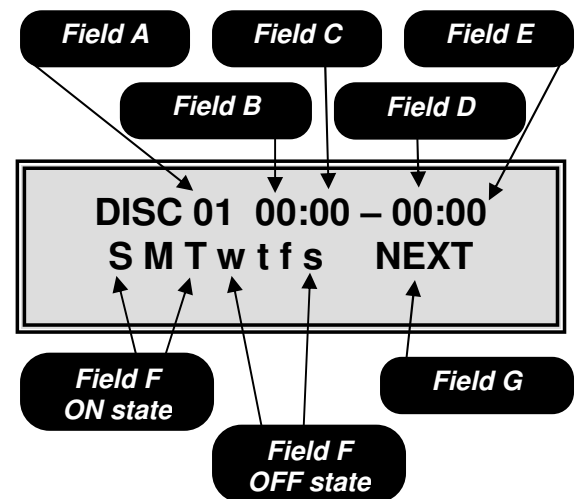 Field A
Field C
Field E
Field B
Field D
DISC 01 00:00 – 00:00
S M T w t f s NEXT
Field F
ON state
Field G
Field F
OFF state